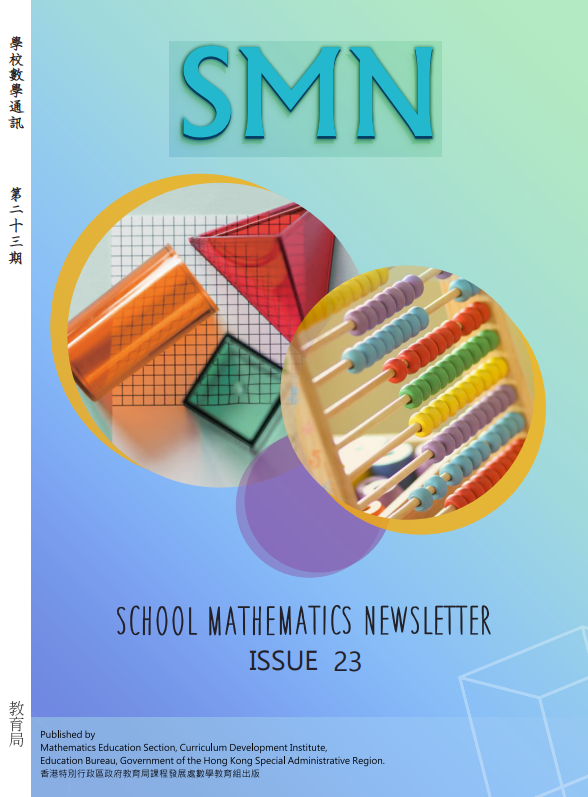 學校數學通訊
第二十三期
教育局
SMN
SCHOOL MATHEMATICS NEWSLETTER
ISSUE 23
Published by
Mathematics Education Section, Curriculum Development Institute,
Education Bureau, Government of the Hong Kong Special Administrative Region.
香港特別行政區政府教育局課程發展處數學教育組出版